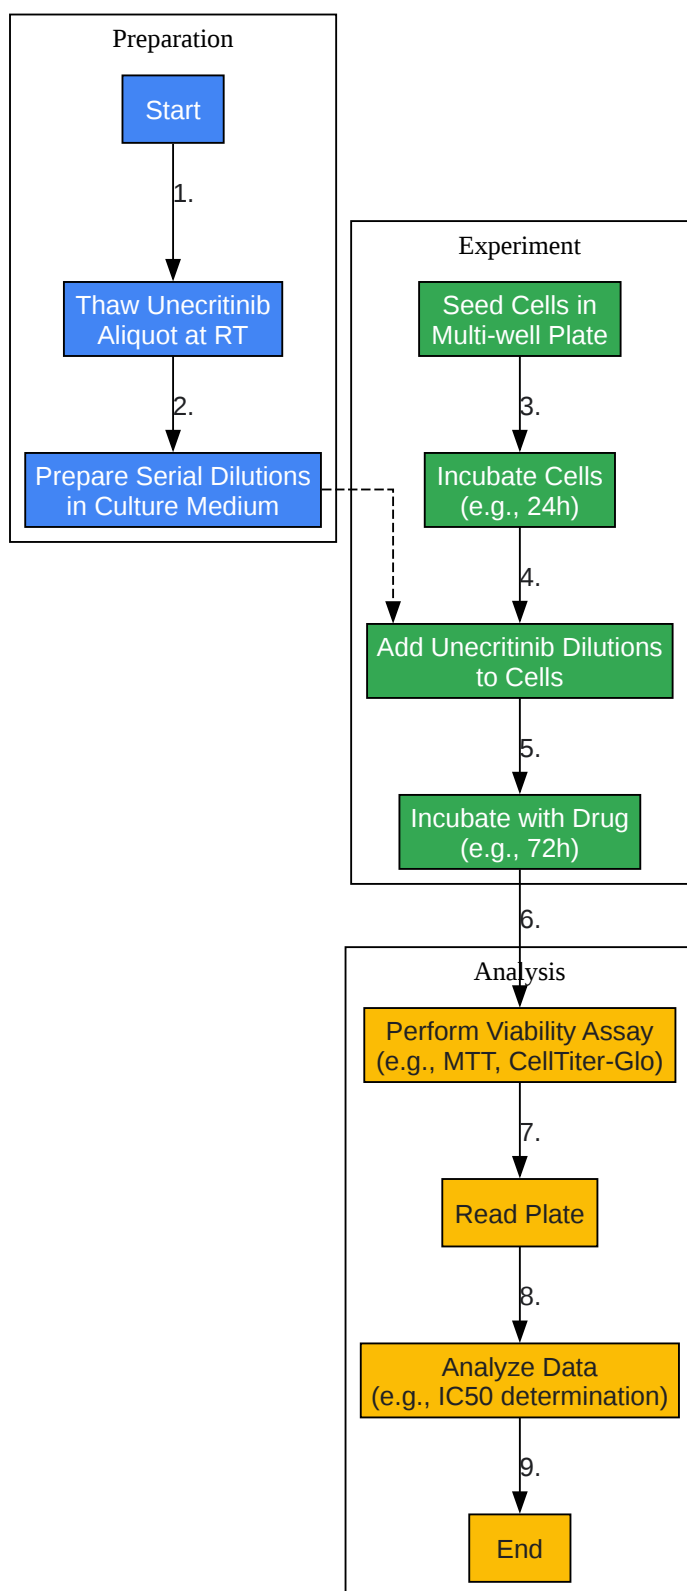 Preparation
Start
1.
Thaw Unecritinib
Aliquot at RT
2.
Prepare Serial Dilutions
in Culture Medium
Experiment
Seed Cells in
Multi-well Plate
3.
Incubate Cells
(e.g., 24h)
4.
Add Unecritinib Dilutions
to Cells
5.
Incubate with Drug
(e.g., 72h)
6.
Analysis
Perform Viability Assay
(e.g., MTT, CellTiter-Glo)
7.
Read Plate
8.
Analyze Data
(e.g., IC50 determination)
9.
End